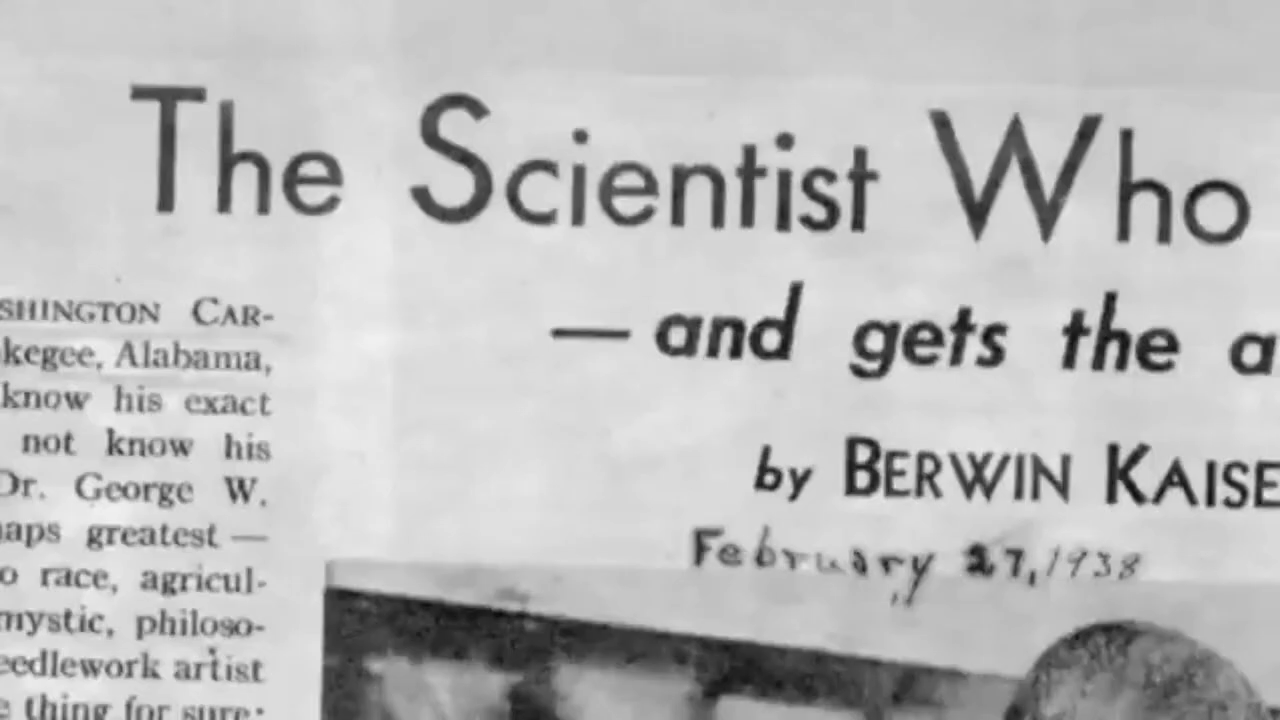 The Scientist Who
— and gets the a
by BERWIN KAISE
February 27, 1938
SHINGTON CAR-
kegee, Alabama,
know his exact
not know his
Dr. George W.
aps greatest —
o race, agricul-
mystic, philoso-
eedlework artist
e thing for sure: